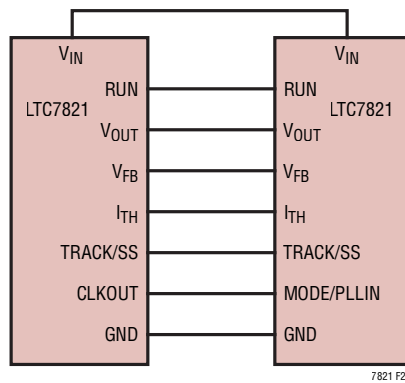 VIN VIN
RUN RUN
LTC7821 LTC7821
VOUT VOUT
VFB VFB
ITH ITH
TRACK/SS TRACK/SS
CLKOUT MODE/PLLIN
GND GND
7821 F2